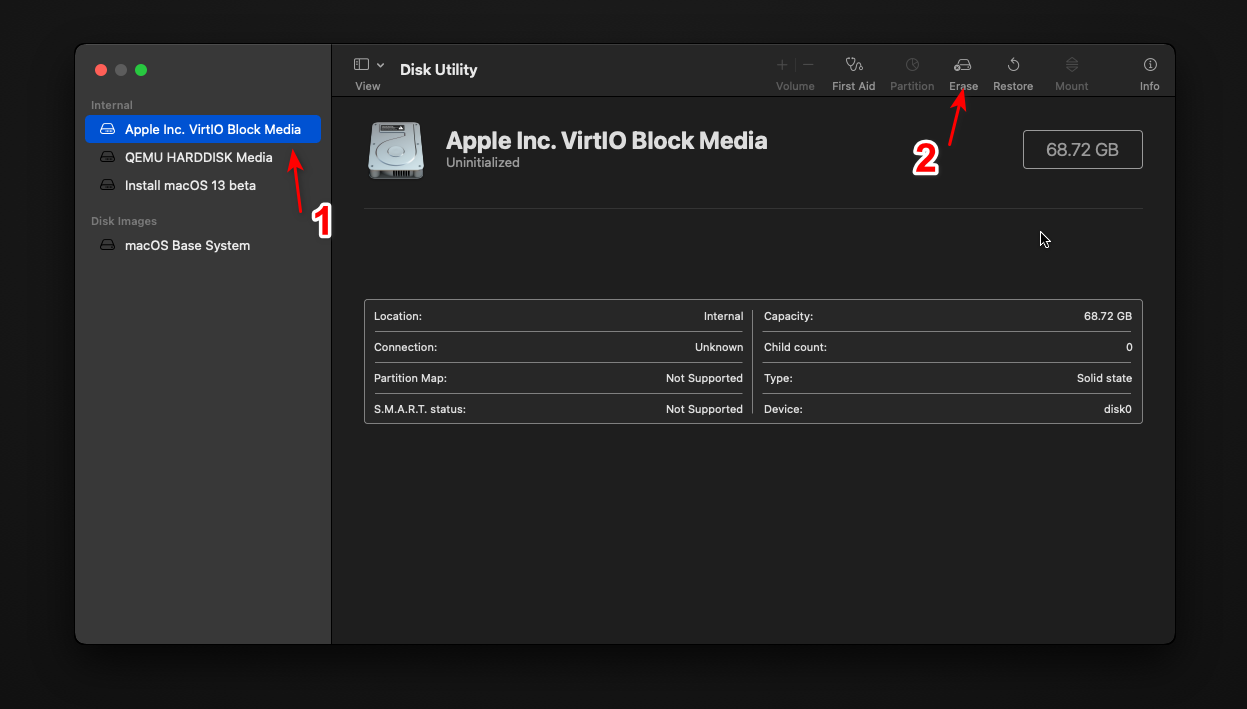 Disk Utility
View
Volume
First Aid
Partition
Erase
Restore
Mount
Info
Internal
Apple Inc. VirtIO Block Media
QEMU HARDDISK Media
Install macOS 13 beta
Disk Images
macOS Base System
1
2
Apple Inc. VirtIO Block Media
Uninitialized
68.72 GB
Location: Internal
Connection: Unknown
Partition Map: Not Supported
S.M.A.R.T. status: Not Supported
Capacity: 68.72 GB
Child count: 0
Type: Solid state
Device: disk0